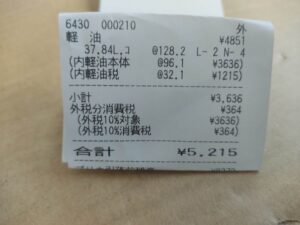 6430 000210
外
軽 油 ¥4851
37.84L,コ @128.2 L- 2 N- 4
(内軽油本体 @96.1 ¥3636)
(内軽油税 @32.1 ¥1215)
小計 ¥3,636
外税分消費税 ¥364
(外税10%対象 ¥3636)
(外税10%消費税 ¥364)
合計 ¥5,215